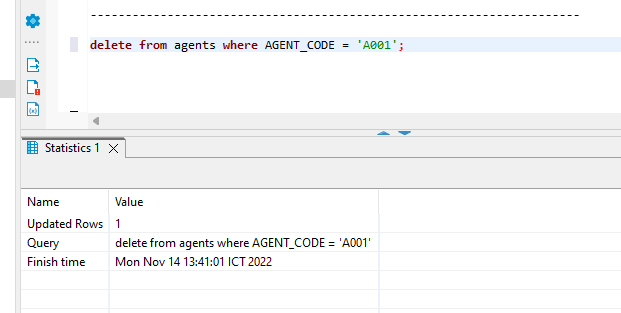 --------------------------------------------------------------------
delete from agents where AGENT_CODE = 'A001';
Statistics 1
Name Value
Updated Rows 1
Query delete from agents where AGENT_CODE = 'A001'
Finish time Mon Nov 14 13:41:01 ICT 2022